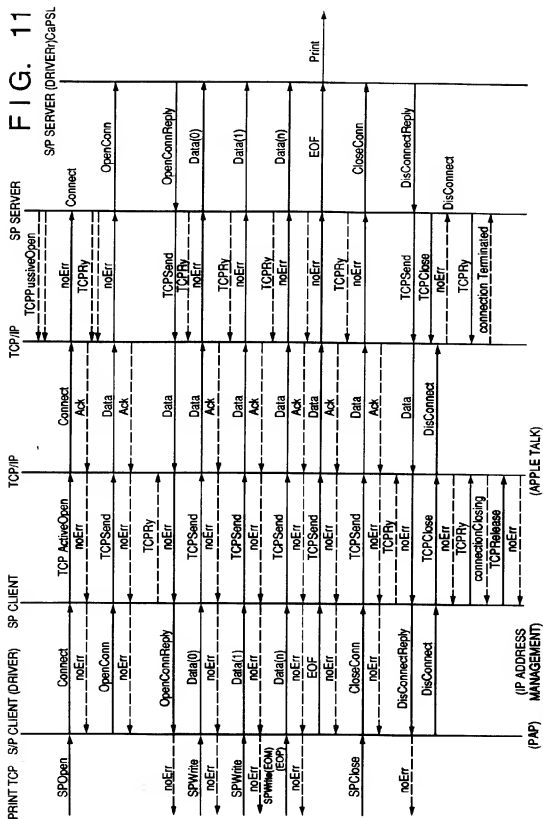 FIG. 11
PRINT TCP
S/P CLIENT (DRIVER)
SP CLIENT
TCP/IP
TCP/IP
SP SERVER
S/P SERVER (DRIVERr)CaPSL
SPOpen
noErr
SPWrite
SPWrite
noErr
SPWrite(EOM)
(EOP)
SPClose
noErr
Connect
noErr
OpenConn
noErr
OpenConnReply
Data(0)
noErr
Data(1)
noErr
Data(n)
noErr
EOF
CloseConn
noErr
DisConnectReply
DisConnect
TCP ActiveOpen
noErr
TCPSend
noErr
TCPRy
noErr
TCPSend
noErr
TCPSend
noErr
TCPSend
noErr
TCPSend
noErr
TCPRy
noErr
TCPClose
noErr
TCPRy
connectionClosing
TCPRelease
noErr
Connect
Ack
Data
Ack
Data
Data
Ack
Data
Ack
Data
Ack
Data
Data
Ack
Data
DisConnect
TCPPussiveOpen
noErr
TCPRy
noErr
TCPSend
TCPRy
noErr
TCPRy
noErr
TCPRy
noErr
TCPRy
noErr
TCPRy
noErr
TCPSend
TCPClose
noErr
TCPRy
connection Terminated
Connect
OpenConn
OpenConnReply
Data(0)
Data(1)
Data(n)
EOF
CloseConn
DisConnectReply
DisConnect
Print
(PAP)
(IP ADDRESS
MANAGEMENT)
(APPLE TALK)